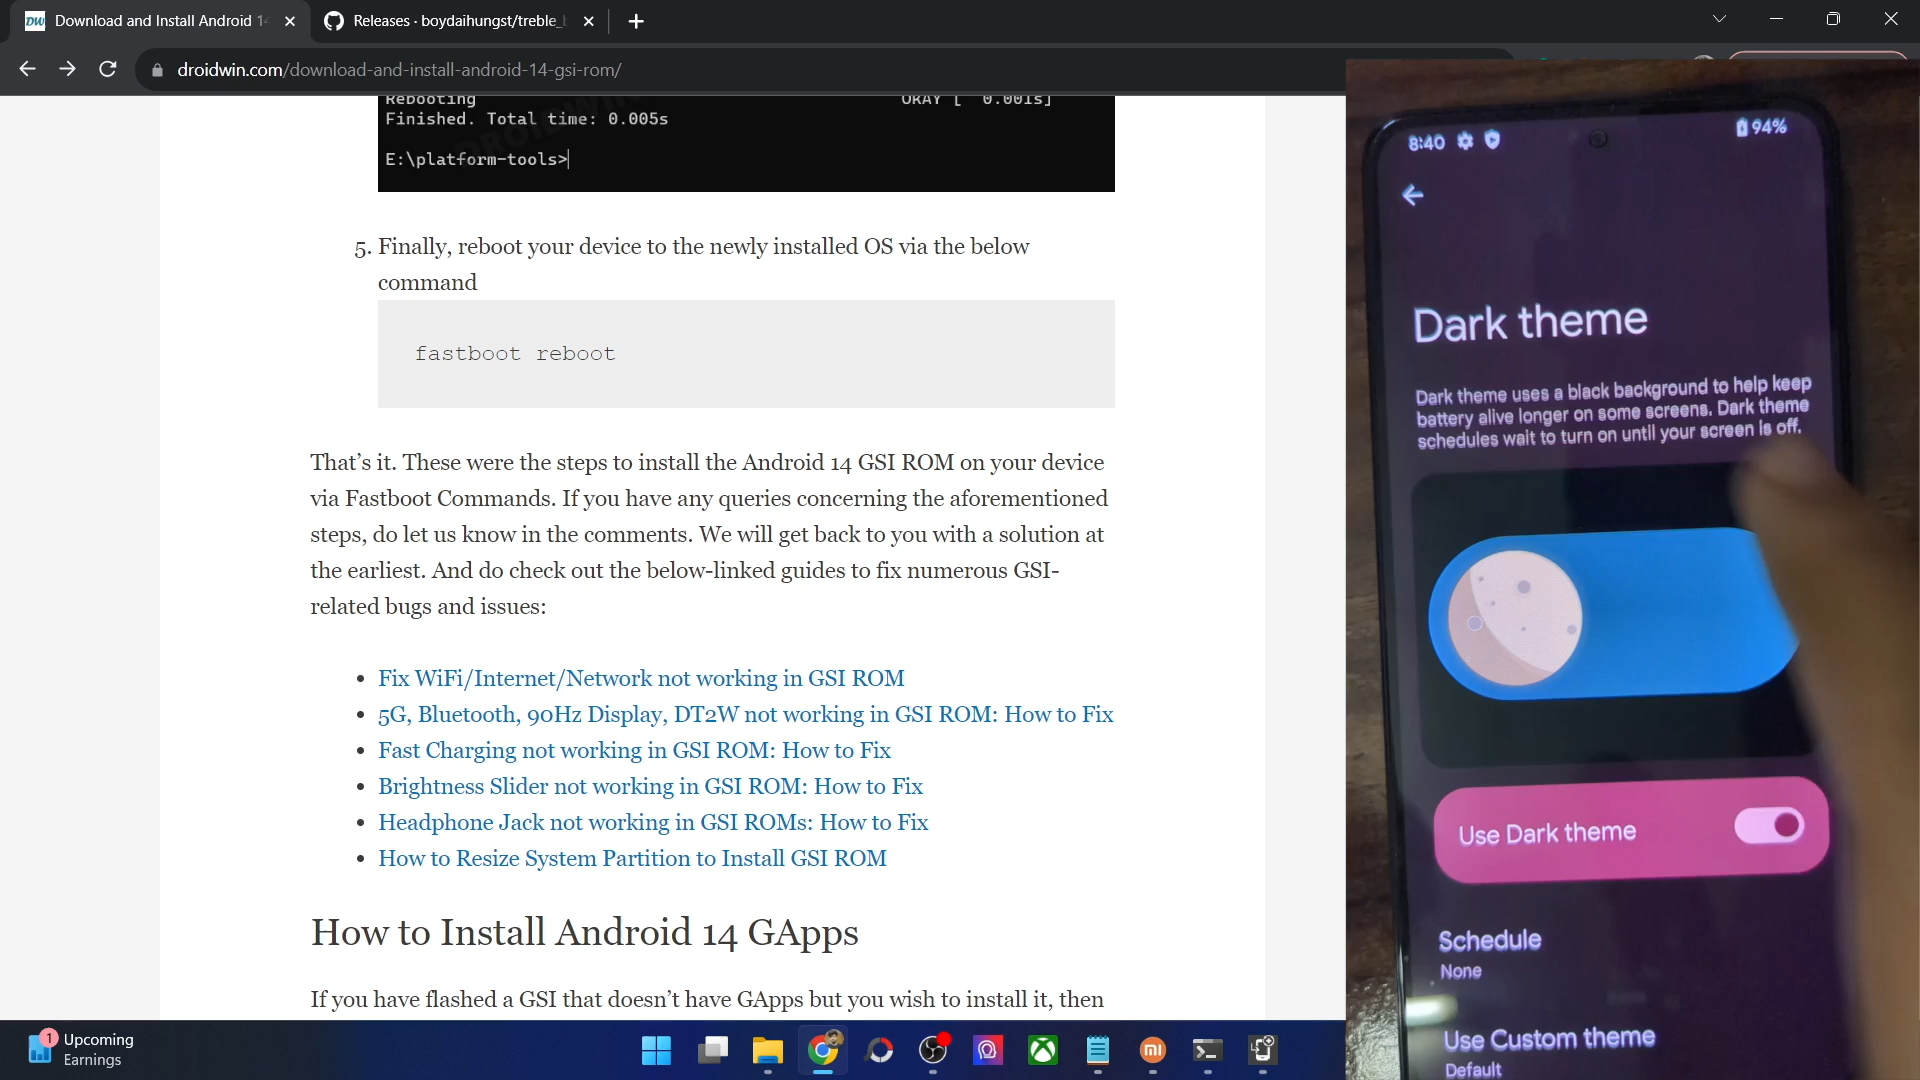 Download and Install Android 14
Releases · boydaihungst/treble_
droidwin.com/download-and-install-android-14-gsi-rom/
Rebooting OKAY [ 0.001s]
Finished. Total time: 0.005s
E:\platform-tools>
5. Finally, reboot your device to the newly installed OS via the below
command
fastboot reboot
That’s it. These were the steps to install the Android 14 GSI ROM on your device
via Fastboot Commands. If you have any queries concerning the aforementioned
steps, do let us know in the comments. We will get back to you with a solution at
the earliest. And do check out the below-linked guides to fix numerous GSI-
related bugs and issues:
• Fix WiFi/Internet/Network not working in GSI ROM
• 5G, Bluetooth, 90Hz Display, DT2W not working in GSI ROM: How to Fix
• Fast Charging not working in GSI ROM: How to Fix
• Brightness Slider not working in GSI ROM: How to Fix
• Headphone Jack not working in GSI ROMs: How to Fix
• How to Resize System Partition to Install GSI ROM
How to Install Android 14 GApps
If you have flashed a GSI that doesn’t have GApps but you wish to install it, then
1
Upcoming
Earnings
8:40
94%
Dark theme
Dark theme uses a black background to help keep
battery alive longer on some screens. Dark theme
schedules wait to turn on until your screen is off.
Use Dark theme
Schedule
None
Use Custom theme
Default